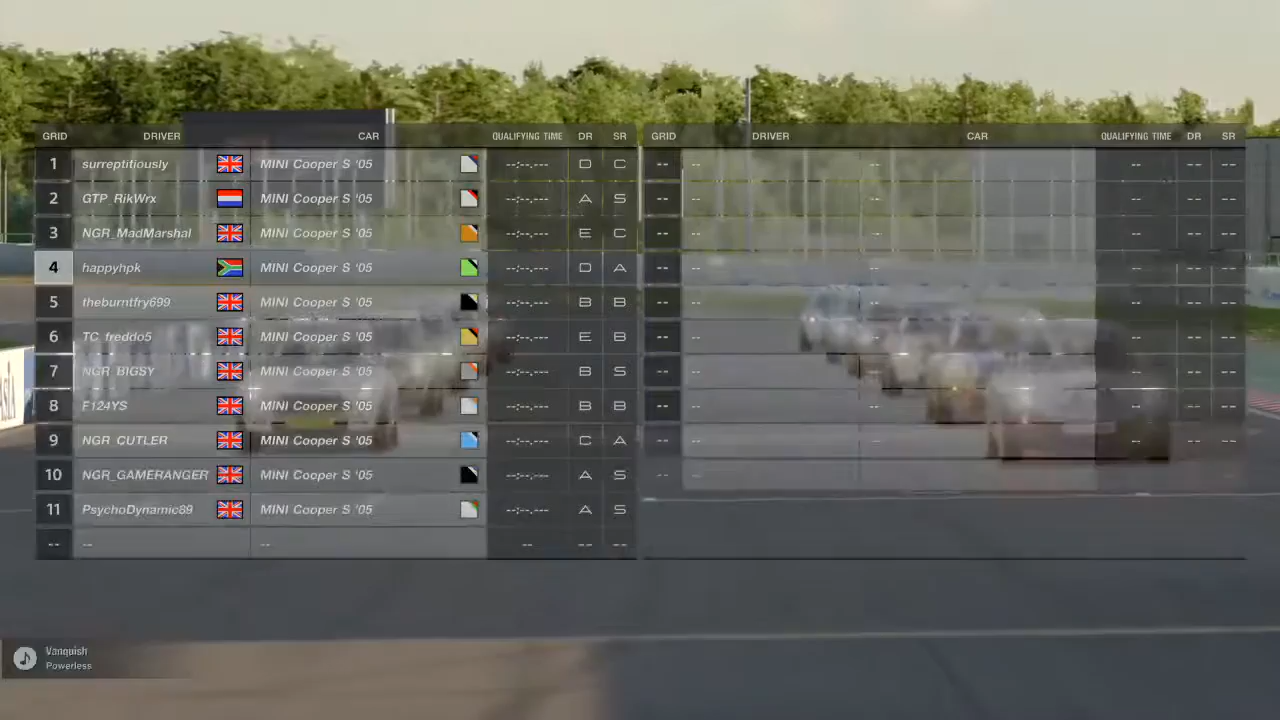 GRID DRIVER CAR QUALIFYING TIME DR SR GRID DRIVER CAR QUALIFYING TIME DR SR
1 surreptitiously MINI Cooper S '05 --:--.--- D C -- -- -- -- -- --
2 GTP_RikWrx MINI Cooper S '05 --:--.--- A S -- -- -- -- -- --
3 NGR_MadMarshal MINI Cooper S '05 --:--.--- E C -- -- -- -- -- --
4 happyhpk MINI Cooper S '05 --:--.--- D A -- -- -- -- -- --
5 theburntfry699 MINI Cooper S '05 --:--.--- B B -- -- -- -- -- --
6 TC_freddo5 MINI Cooper S '05 --:--.--- E B -- -- -- -- -- --
7 NGR_BIGSY MINI Cooper S '05 --:--.--- B S -- -- -- -- -- --
8 F124YS MINI Cooper S '05 --:--.--- B B -- -- -- -- -- --
9 NGR_CUTLER MINI Cooper S '05 --:--.--- C A -- -- -- -- -- --
10 NGR_GAMERANGER MINI Cooper S '05 --:--.--- A S
11 PsychoDynamic89 MINI Cooper S '05 --:--.--- A S
-- -- -- -- -- --
Vanquish
Powerless